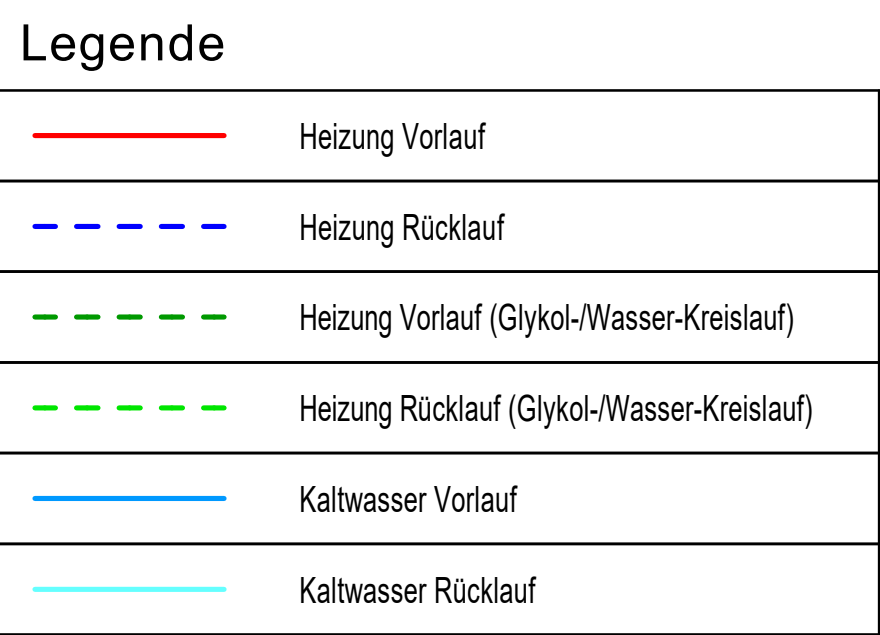 Legende
Heizung Vorlauf
Heizung Rücklauf
Heizung Vorlauf (Glykol-/Wasser-Kreislauf)
Heizung Rücklauf (Glykol-/Wasser-Kreislauf)
Kaltwasser Vorlauf
Kaltwasser Rücklauf